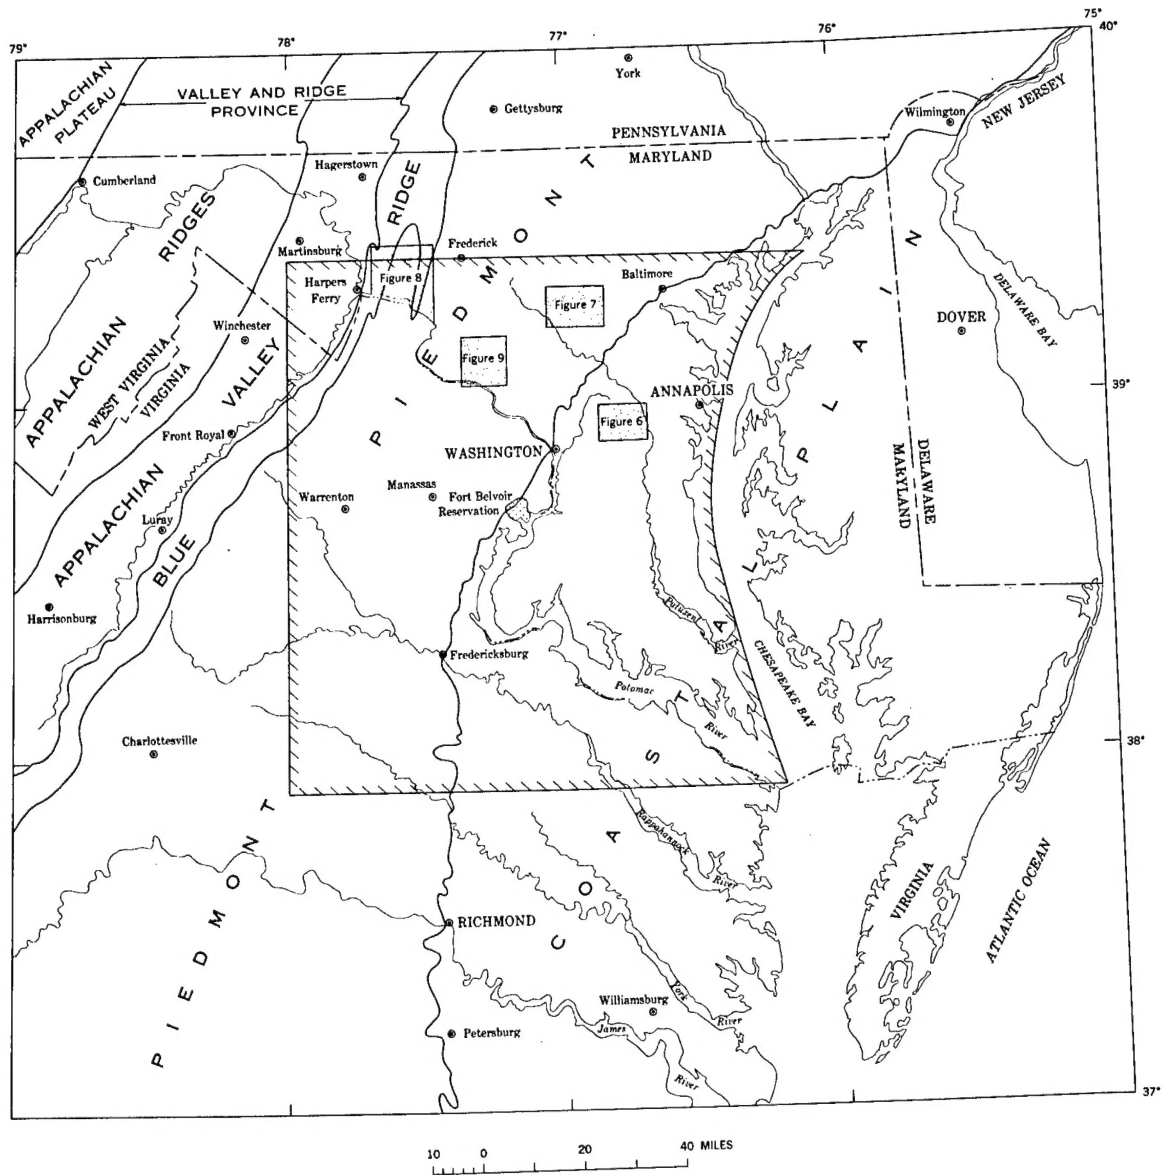 79°
78°
77°
76°
75°
40°
APPALACHIAN
PLATEAU
VALLEY AND RIDGE
PROVINCE
York
Gettysburg
Wilmington
NEW JERSEY
PENNSYLVANIA
MARYLAND
Cumberland
Hagerstown
RIDGE
Martinsburg
Frederick
Harpers
Ferry
Figure 8
Baltimore
Figure 7
DELAWARE BAY
DOVER
Winchester
Figure 9
APPALACHIAN RIDGES
WEST VIRGINIA
VIRGINIA
39°
ANNAPOLIS
Figure 6
Front Royal
WASHINGTON
DELAWARE
MARYLAND
Manassas
Fort Belvoir
Reservation
Warrenton
Luray
APPALACHIAN VALLEY
BLUE
Harrisonburg
Patuxent
River
Fredericksburg
CHESAPEAKE BAY
Potomac
River
Charlottesville
38°
PIEDMONT
PIEDMONT
COASTAL PLAIN
Rappahannock
River
VIRGINIA
ATLANTIC OCEAN
RICHMOND
Williamsburg
York
River
James
River
Petersburg
37°
10 0 20 40 MILES